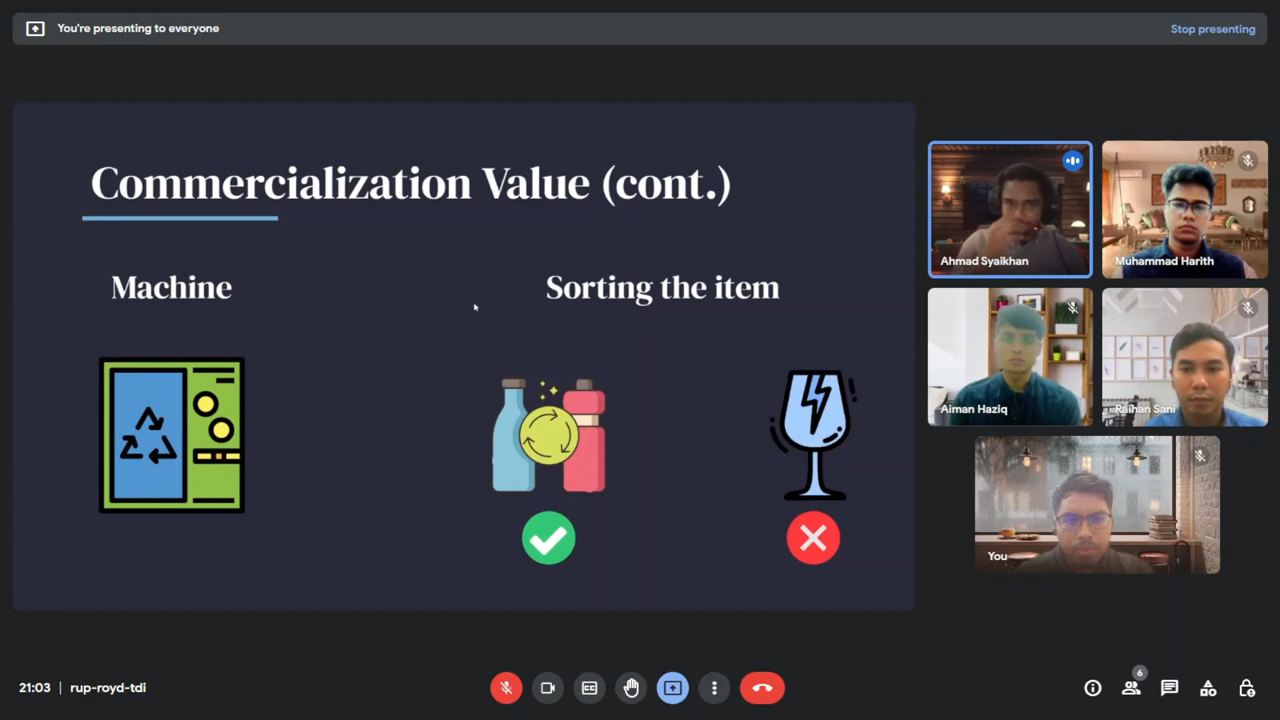 You're presenting to everyone
Stop presenting
Commercialization Value (cont.)
Machine
Sorting the item
Ahmad Syaikhan
Muhammad Harith
Aiman Haziq
Raihan Sani
You
21:03 | rup-royd-tdi
CC
6